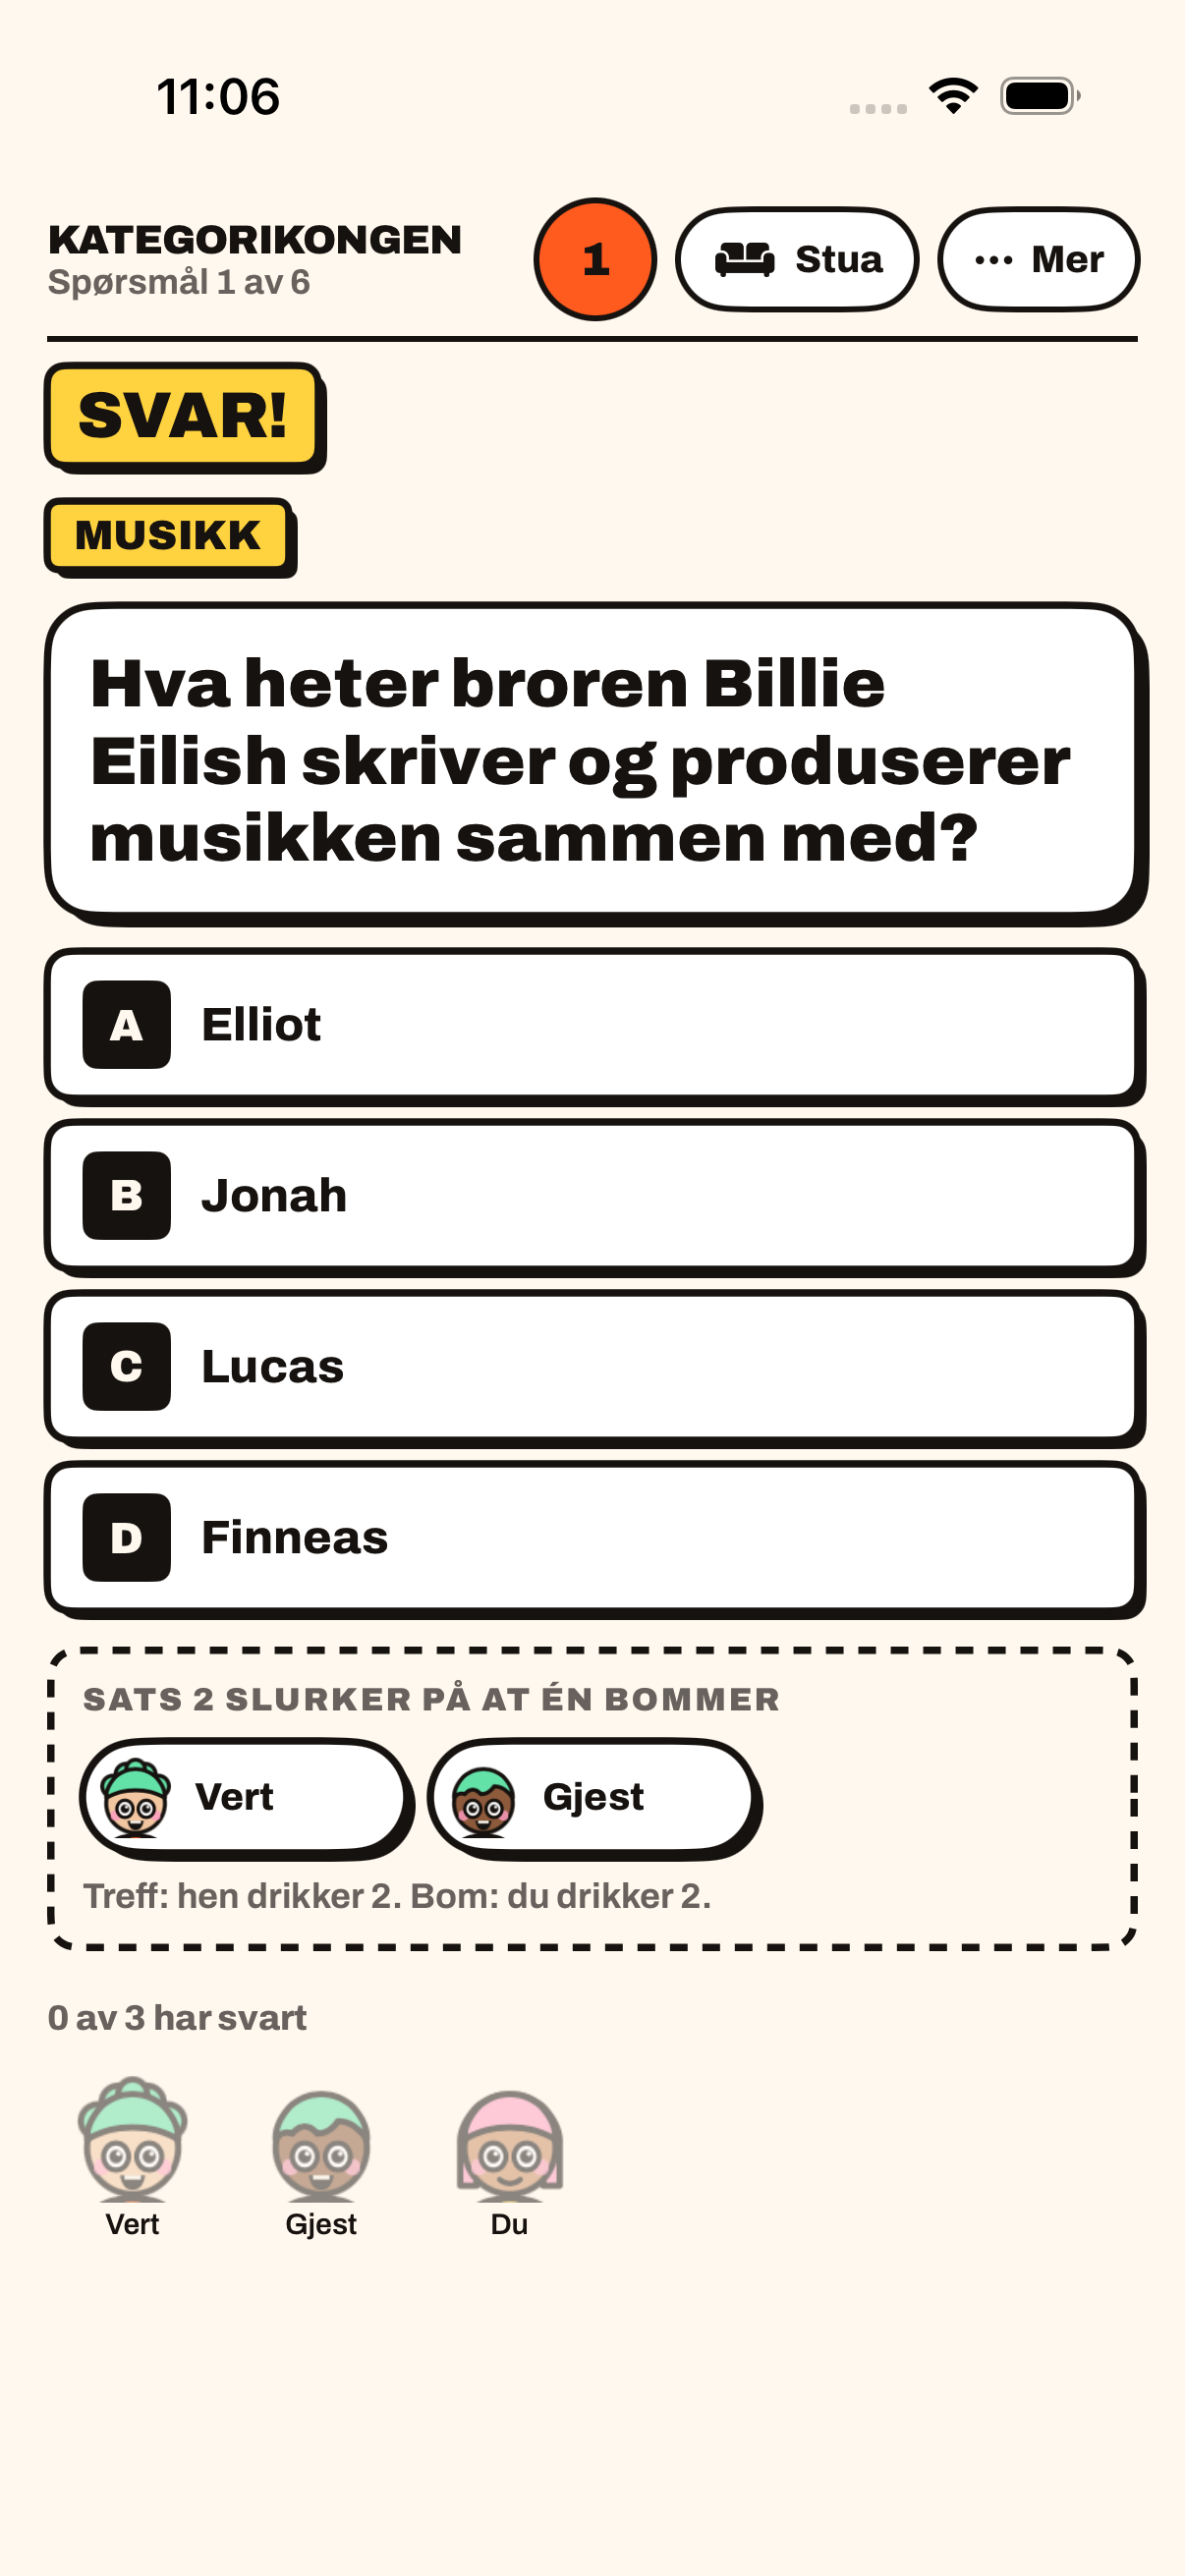 11:06
KATEGORIKONGEN
Spørsmål 1 av 6
1
Stua
Mer
SVAR!
MUSIKK
Hva heter broren Billie
Eilish skriver og produserer
musikken sammen med?
A Elliot
B Jonah
C Lucas
D Finneas
SATS 2 SLURKER PÅ AT ÉN BOMMER
Vert
Gjest
Treff: hen drikker 2. Bom: du drikker 2.
0 av 3 har svart
Vert
Gjest
Du